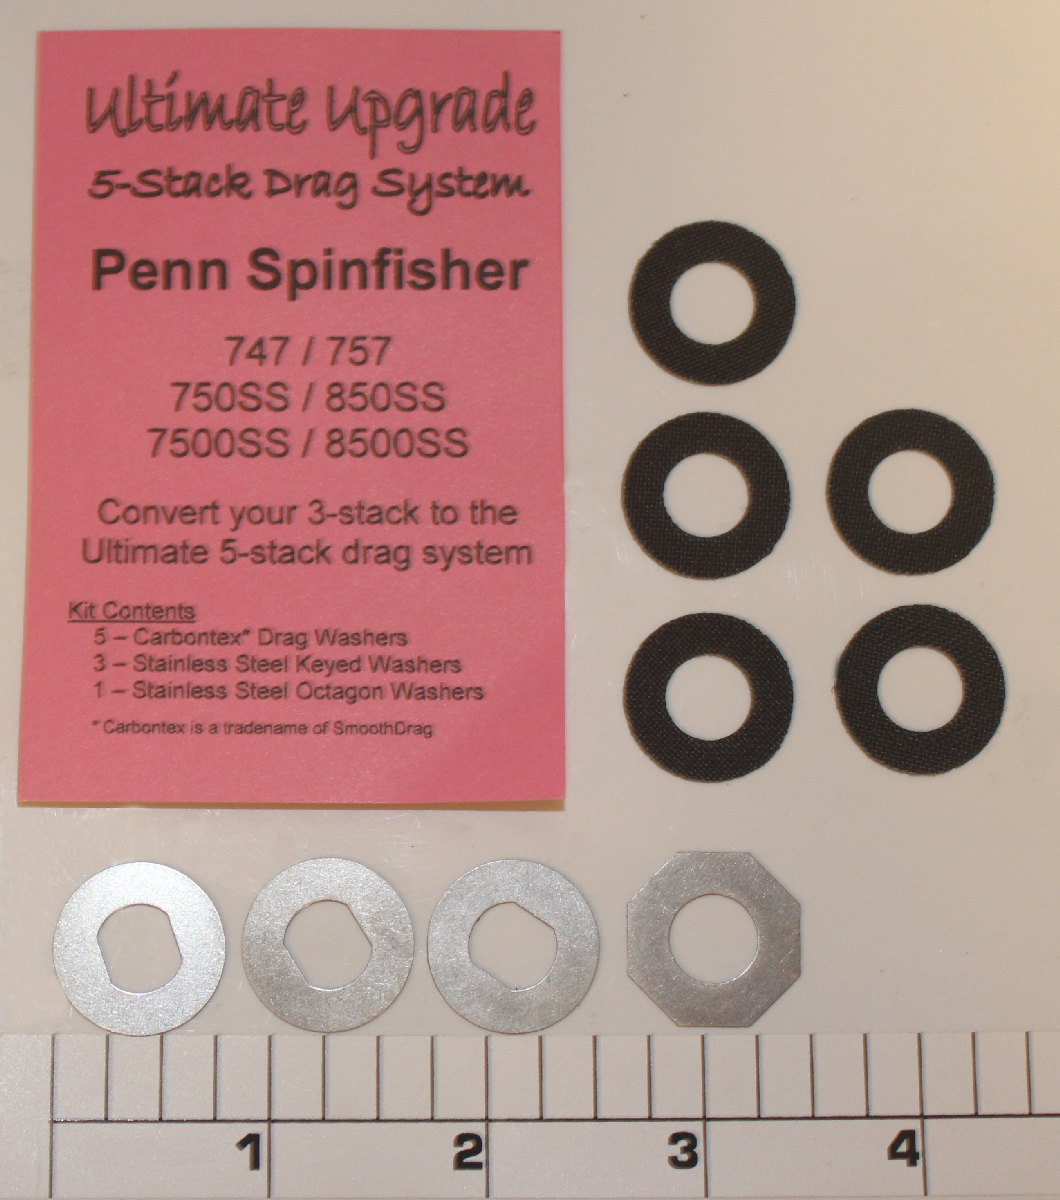 Ultimate Upgrade
5-Stack Drag System
Penn Spinfisher
747 / 757
750SS / 850SS
7500SS / 8500SS
Convert your 3-stack to the
Ultimate 5-stack drag system
Kit Contents
5 – Carbontex* Drag Washers
3 – Stainless Steel Keyed Washers
1 – Stainless Steel Octagon Washers
* Carbontex is a tradename of SmoothDrag
1 2 3 4